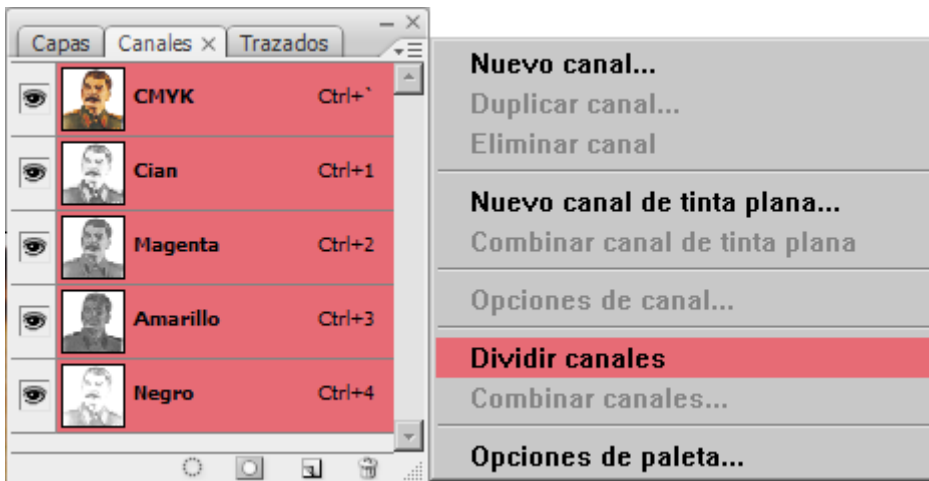 Capas Canales × Trazados
CMYK Ctrl+`
Cian Ctrl+1
Magenta Ctrl+2
Amarillo Ctrl+3
Negro Ctrl+4
Nuevo canal...
Duplicar canal...
Eliminar canal
Nuevo canal de tinta plana...
Combinar canal de tinta plana
Opciones de canal...
Dividir canales
Combinar canales...
Opciones de paleta...